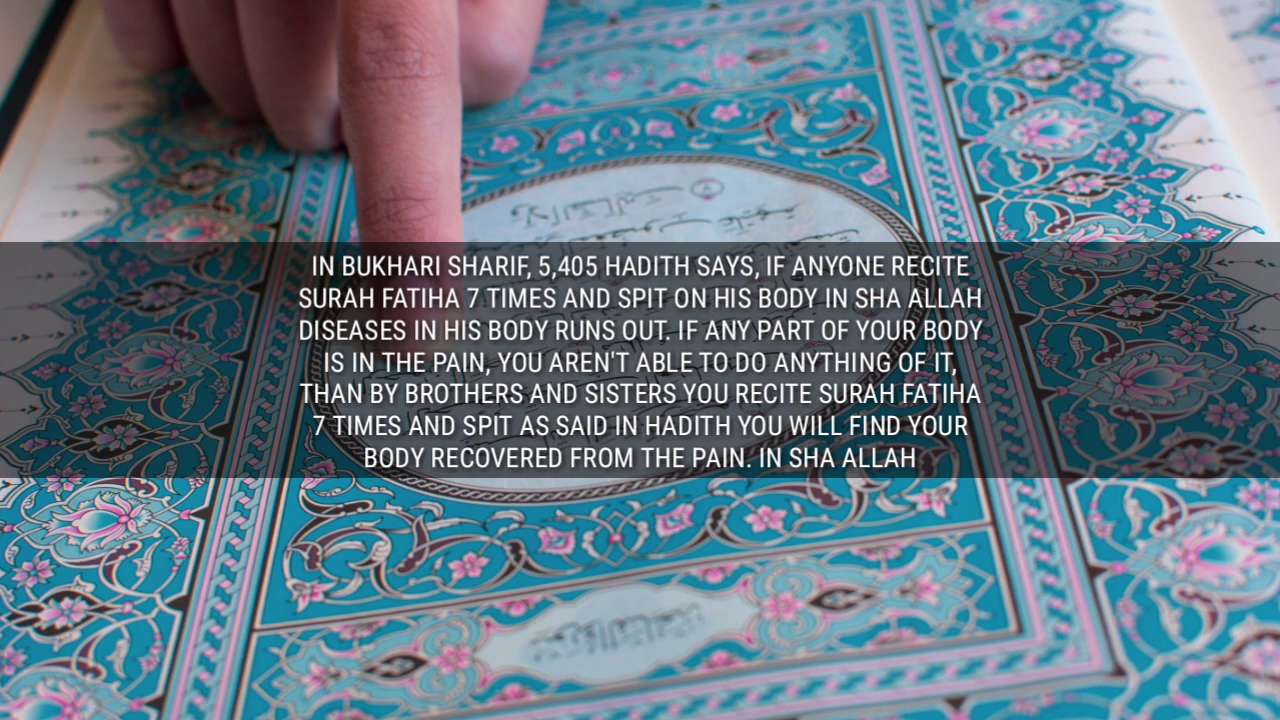 IN BUKHARI SHARIF, 5,405 HADITH SAYS, IF ANYONE RECITE
SURAH FATIHA 7 TIMES AND SPIT ON HIS BODY IN SHA ALLAH
DISEASES IN HIS BODY RUNS OUT. IF ANY PART OF YOUR BODY
IS IN THE PAIN, YOU AREN'T ABLE TO DO ANYTHING OF IT,
THAN BY BROTHERS AND SISTERS YOU RECITE SURAH FATIHA
7 TIMES AND SPIT AS SAID IN HADITH YOU WILL FIND YOUR
BODY RECOVERED FROM THE PAIN. IN SHA ALLAH